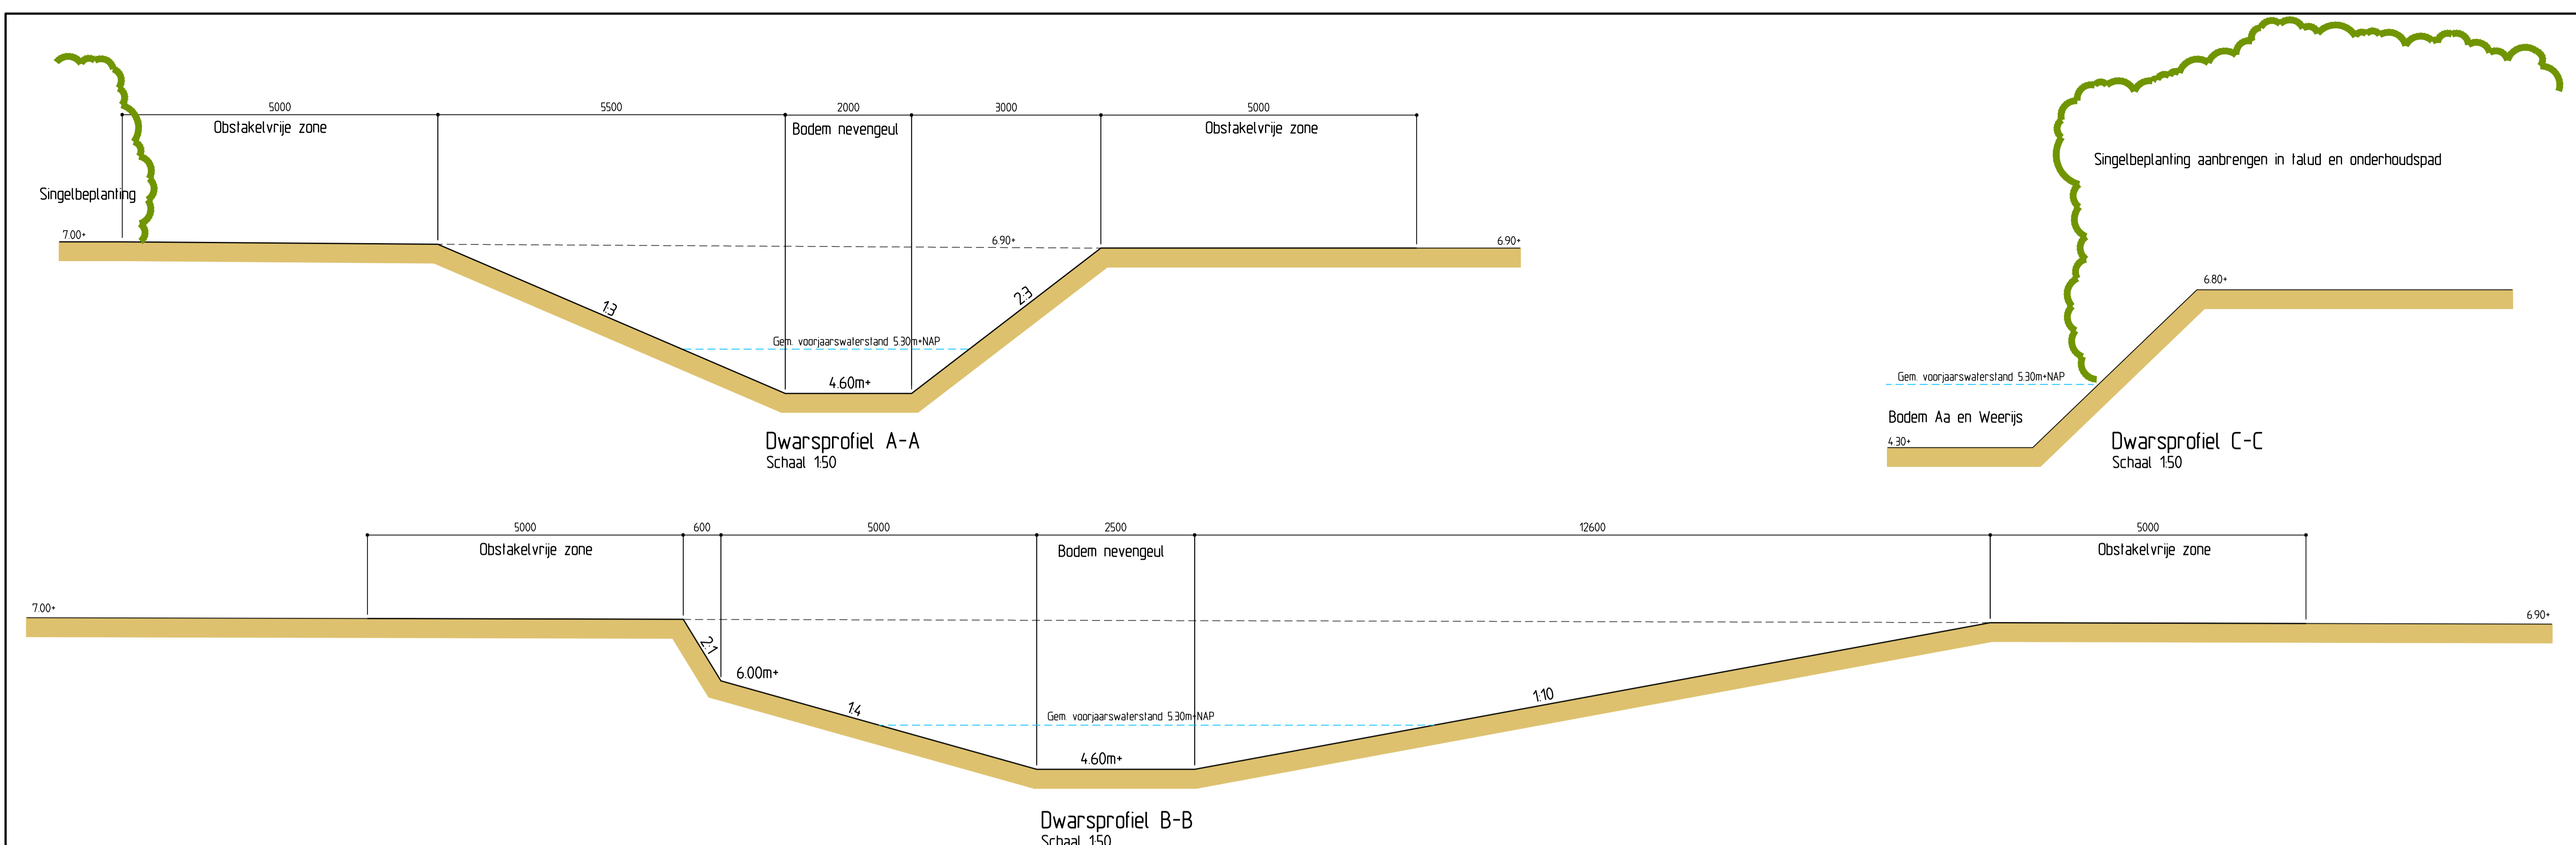 5000
5500
2000
3000
5000
Obstakelvrije zone
Bodem nevengeul
Obstakelvrije zone
Singelbeplanting
7.00+
6.90+
6.90+
1:3
2:3
Gem. voorjaarswaterstand 5.30m+NAP
4.60m+
Dwarsprofiel A-A
Schaal 1:50
Singelbeplanting aanbrengen in talud en onderhoudspad
6.80+
Gem. voorjaarswaterstand 5.30m+NAP
Bodem Aa en Weerijs
4.30+
Dwarsprofiel C-C
Schaal 1:50
5000
600
5000
2500
12600
5000
Obstakelvrije zone
Bodem nevengeul
Obstakelvrije zone
7.00+
6.90+
2:1
6.00m+
1:4
1:10
Gem. voorjaarswaterstand 5.30m+NAP
4.60m+
Dwarsprofiel B-B
Schaal 1:50